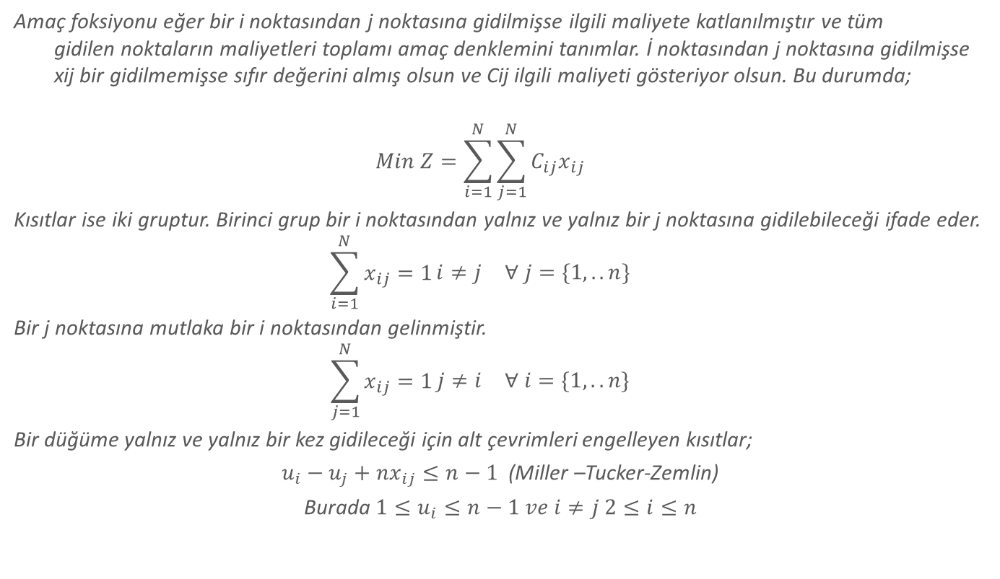 Amaç foksiyonu eğer bir i noktasından j noktasına gidilmişse ilgili maliyete katlanılmıştır ve tüm
gidilen noktaların maliyetleri toplamı amaç denklemini tanımlar. İ noktasından j noktasına gidilmişse
xij bir gidilmemişse sıfır değerini almış olsun ve Cij ilgili maliyeti gösteriyor olsun. Bu durumda;
$Min\ Z = \sum_{i=1}^{N} \sum_{j=1}^{N} C_{ij} x_{ij}$
Kısıtlar ise iki gruptur. Birinci grup bir i noktasından yalnız ve yalnız bir j noktasına gidilebileceği ifade eder.
$\sum_{i=1}^{N} x_{ij} = 1\, i \neq j \quad \forall\, j = \{1,..n\}$
Bir j noktasına mutlaka bir i noktasından gelinmiştir.
$\sum_{j=1}^{N} x_{ij} = 1\, j \neq i \quad \forall\, i = \{1,..n\}$
Bir düğüme yalnız ve yalnız bir kez gidileceği için alt çevrimleri engelleyen kısıtlar;
$u_i - u_j + nx_{ij} \leq n - 1$ (Miller –Tucker-Zemlin)
Burada $1 \leq u_i \leq n - 1$ ve $i \neq j\ 2 \leq i \leq n$